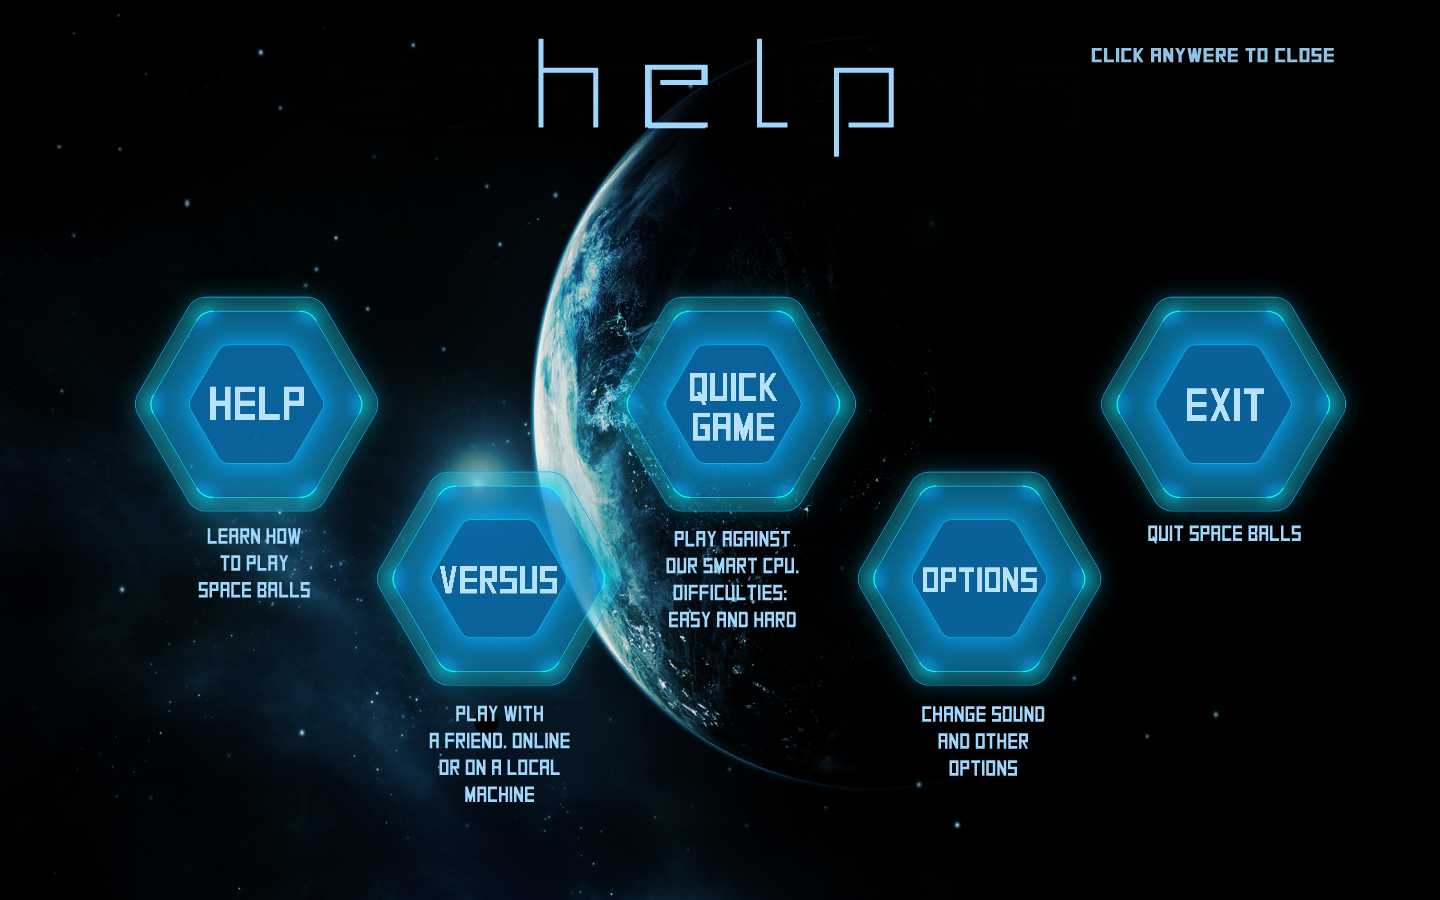 help
CLICK ANYWERE TO CLOSE
HELP
LEARN HOW
TO PLAY
SPACE BALLS
VERSUS
PLAY WITH
A FRIEND. ONLINE
OR ON A LOCAL
MACHINE
QUICK
GAME
PLAY AGAINST
OUR SMART CPU.
DIFFICULTIES:
EASY AND HARD
OPTIONS
CHANGE SOUND
AND OTHER
OPTIONS
EXIT
QUIT SPACE BALLS